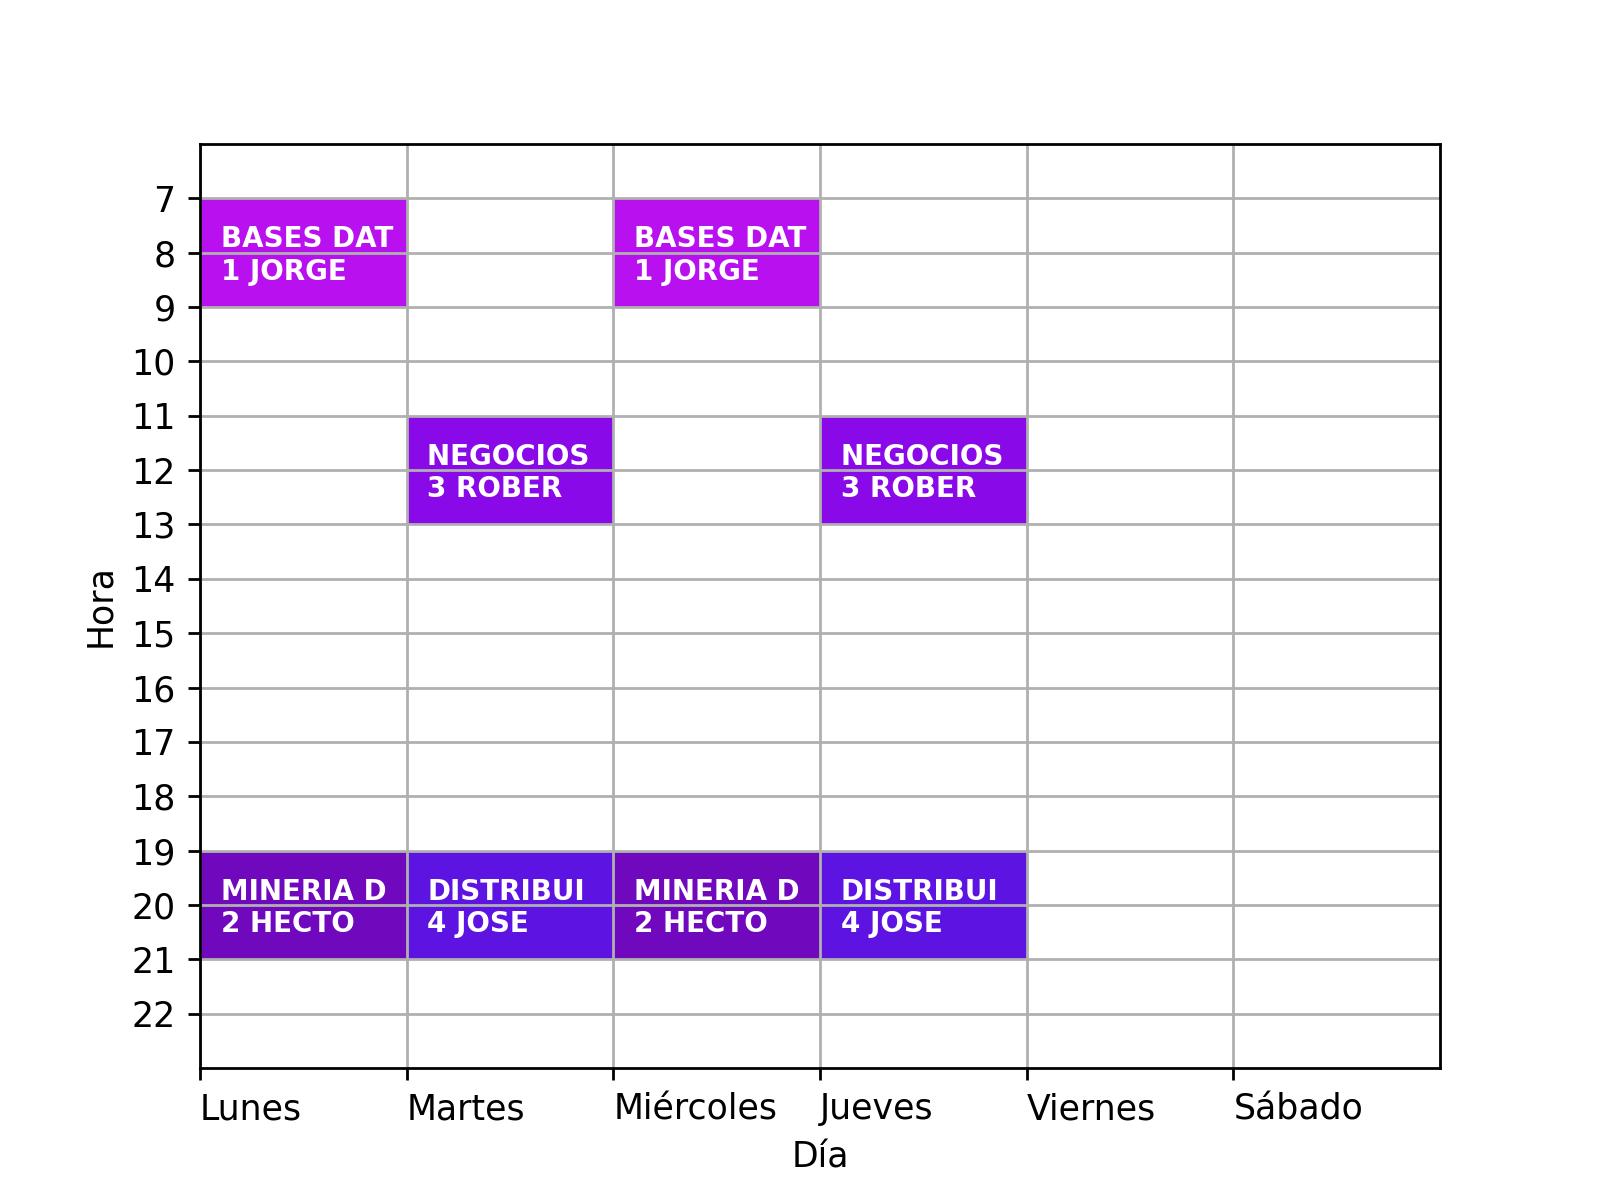 7
BASES DAT
1 JORGE
BASES DAT
1 JORGE
8
9
10
11
NEGOCIOS
3 ROBER
NEGOCIOS
3 ROBER
12
13
14
Hora
15
16
17
18
19
MINERIA D
2 HECTO
DISTRIBUI
4 JOSE
MINERIA D
2 HECTO
DISTRIBUI
4 JOSE
20
21
22
Lunes
Martes
Miércoles
Jueves
Viernes
Sábado
Día